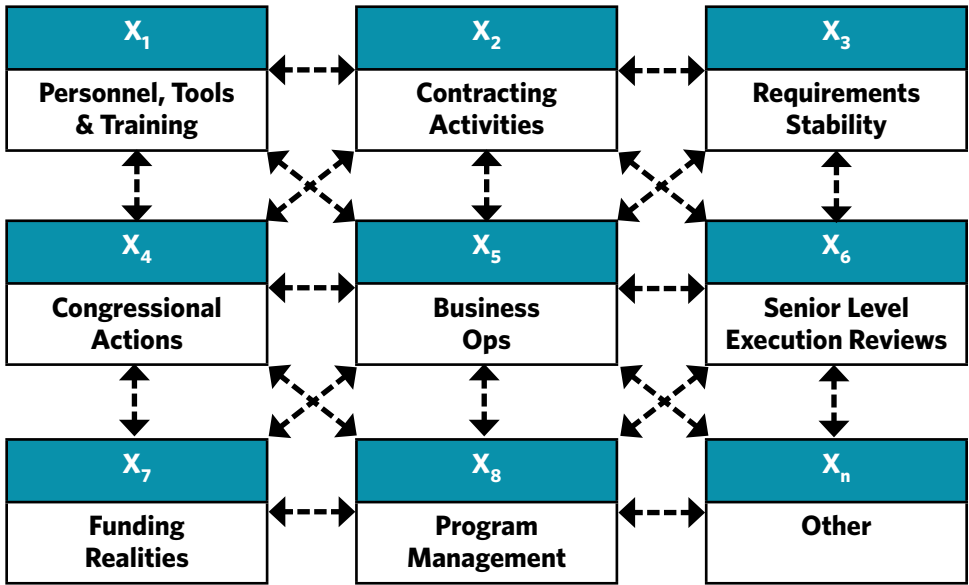 X1
Personnel, Tools
& Training
X2
Contracting
Activities
X3
Requirements
Stability
X4
Congressional
Actions
X5
Business
Ops
X6
Senior Level
Execution Reviews
X7
Funding
Realities
X8
Program
Management
Xn
Other